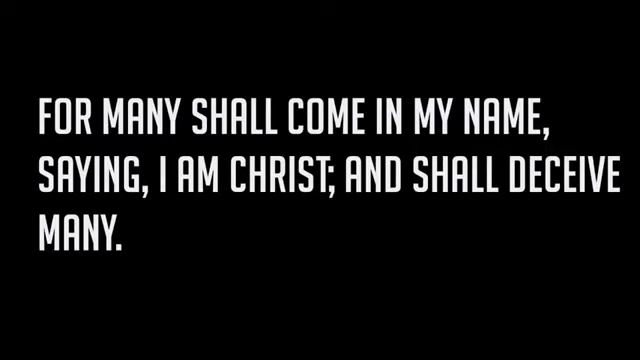 FOR MANY SHALL COME IN MY NAME,
SAYING, I AM CHRIST; AND SHALL DECEIVE
MANY.